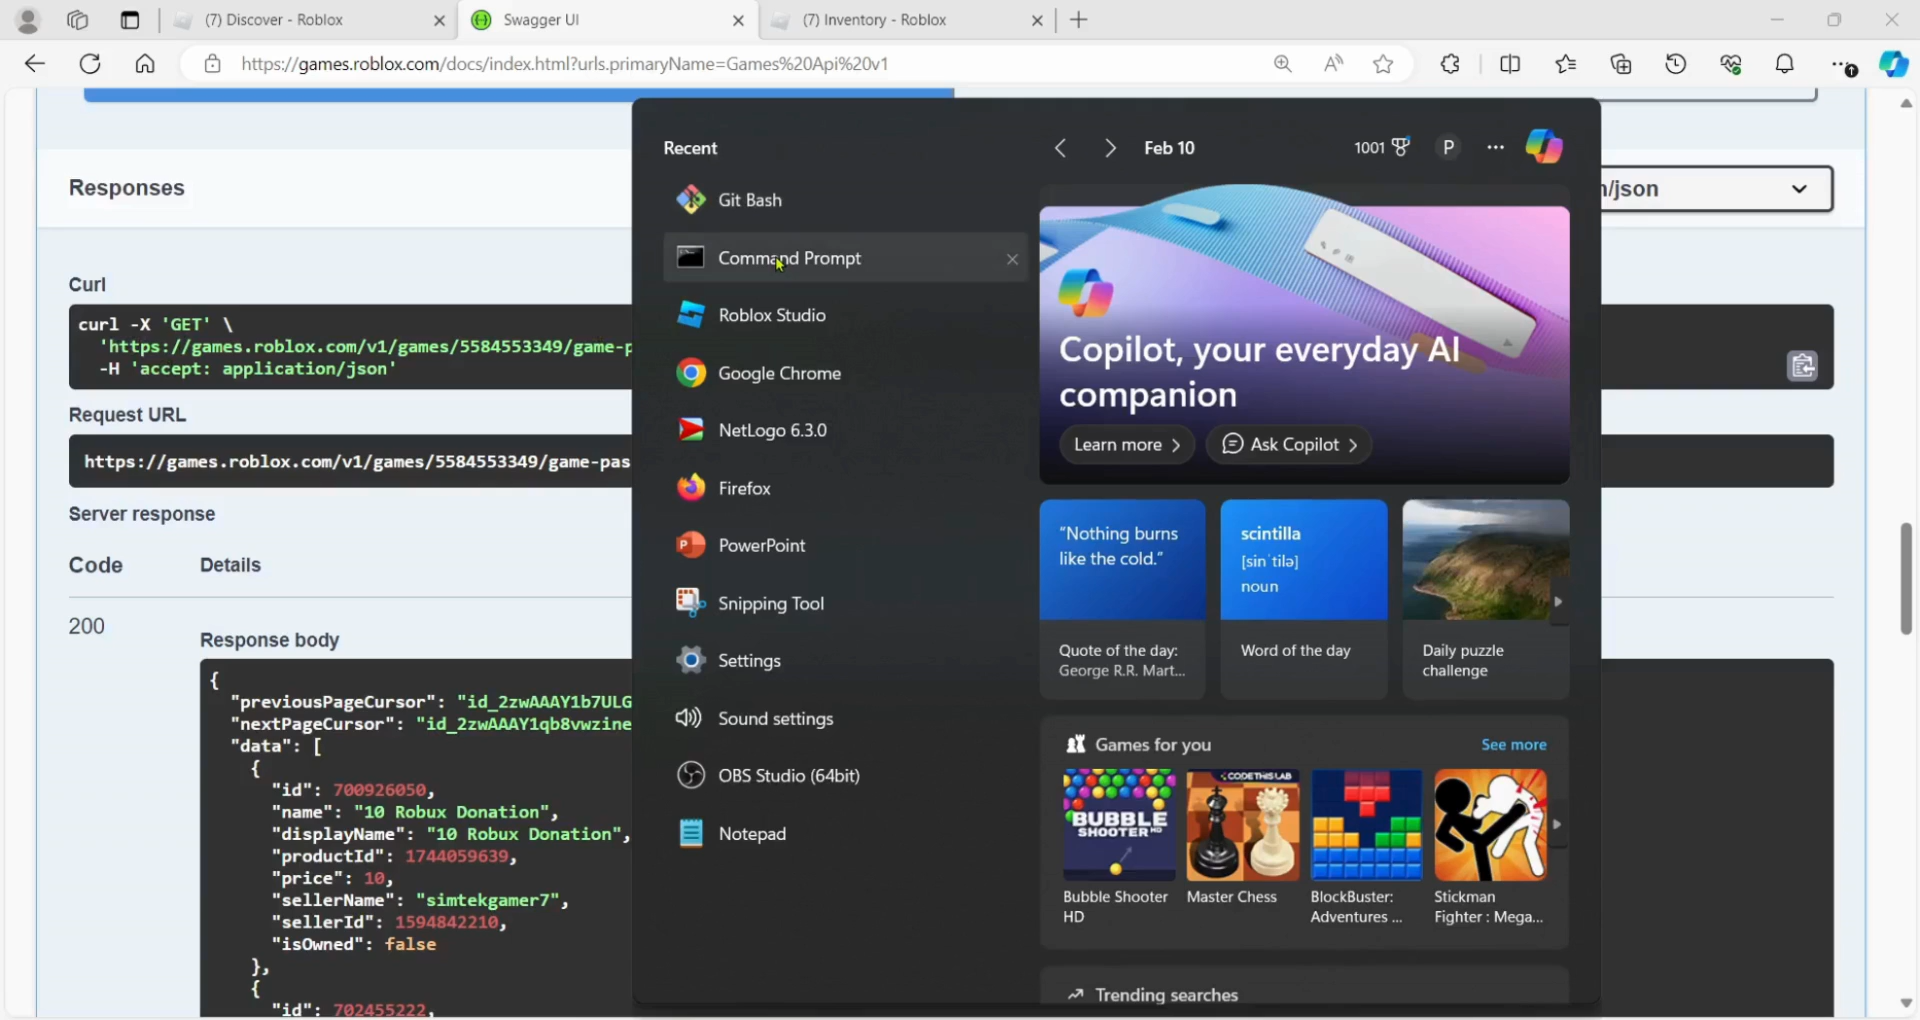 (7) Discover - Roblox
Swagger UI
(7) Inventory - Roblox
https://games.roblox.com/docs/index.html?urls.primaryName=Games%20Api%20v1
Responses
n/json
Curl
curl -X 'GET' \
'https://games.roblox.com/v1/games/5584553349/game-p
-H 'accept: application/json'
Request URL
https://games.roblox.com/v1/games/5584553349/game-pas
Server response
Code
Details
200
Response body
{
"previousPageCursor": "id_2zwAAAY1b7ULG
"nextPageCursor": "id_2zwAAAY1qb8vwzine
"data": [
{
"id": 700926050,
"name": "10 Robux Donation",
"displayName": "10 Robux Donation",
"productId": 1744059639,
"price": 10,
"sellerName": "simtekgamer7",
"sellerId": 1594842210,
"isOwned": false
},
{
"id": 702455222,
Recent
Git Bash
Command Prompt
Roblox Studio
Google Chrome
NetLogo 6.3.0
Firefox
PowerPoint
Snipping Tool
Settings
Sound settings
OBS Studio (64bit)
Notepad
Feb 10
1001
P
Copilot, your everyday AI
companion
Learn more
Ask Copilot
"Nothing burns
like the cold."
Quote of the day:
George R.R. Mart...
scintilla
[sinˈtilə]
noun
Word of the day
Daily puzzle
challenge
Games for you
See more
BUBBLE
SHOOTER HD
CODETHISLAB
Bubble Shooter
HD
Master Chess
BlockBuster:
Adventures ...
Stickman
Fighter : Mega...
Trending searches